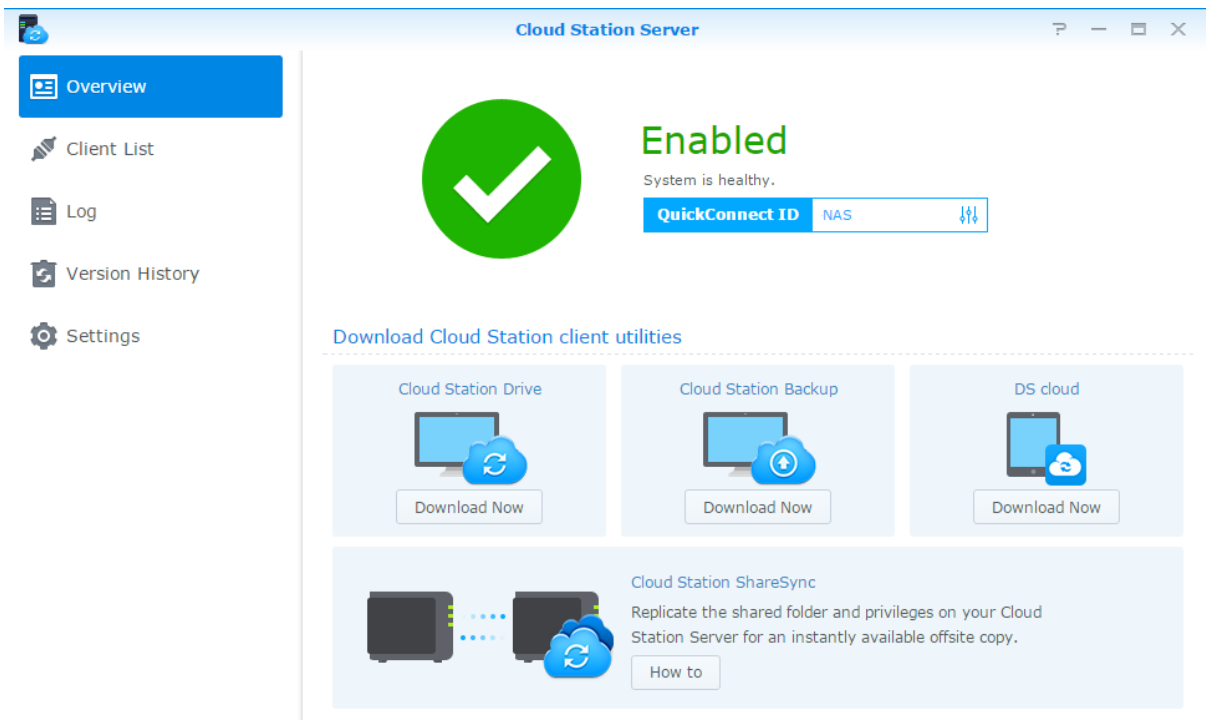 Cloud Station Server
Overview
Client List
Log
Version History
Settings
Enabled
System is healthy.
QuickConnect ID NAS
Download Cloud Station client utilities
Cloud Station Drive
Download Now
Cloud Station Backup
Download Now
DS cloud
Download Now
Cloud Station ShareSync
Replicate the shared folder and privileges on your Cloud
Station Server for an instantly available offsite copy.
How to